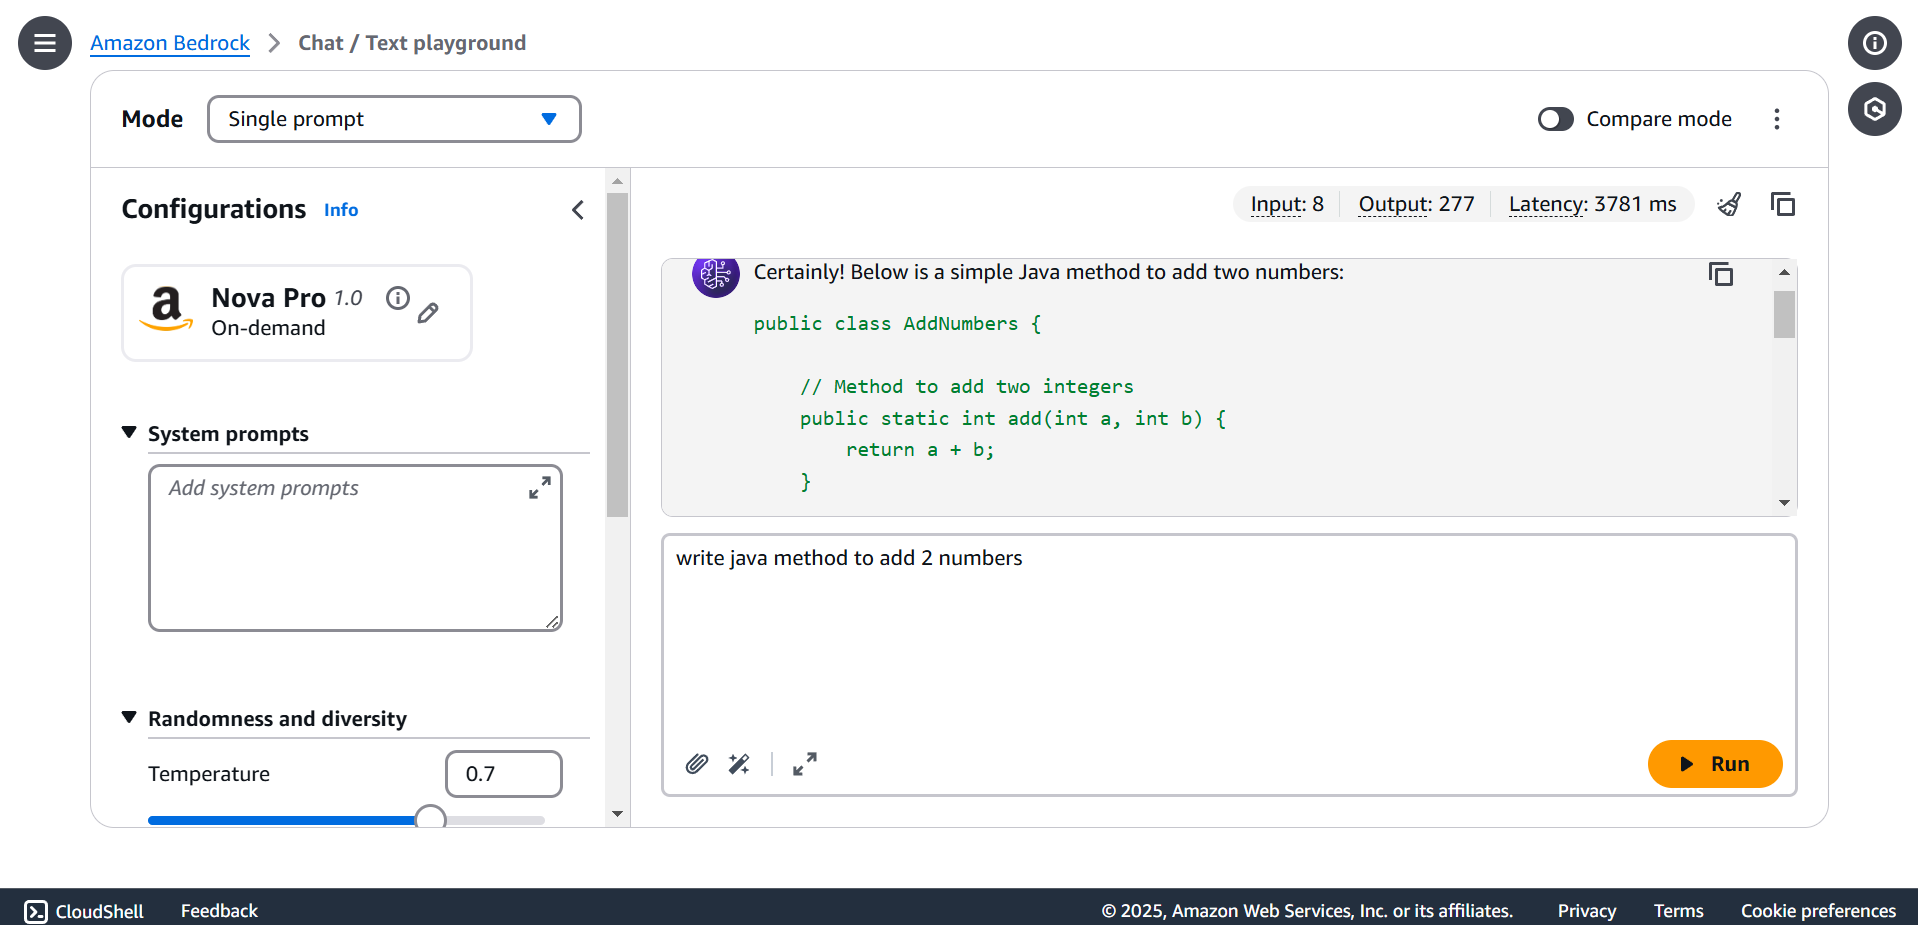 Amazon Bedrock
Chat / Text playground
Mode
Single prompt
Compare mode
Configurations
Info
Input: 8
Output: 277
Latency: 3781 ms
Nova Pro 1.0
On-demand
System prompts
Add system prompts
Randomness and diversity
Temperature
0.7
Certainly! Below is a simple Java method to add two numbers:
public class AddNumbers {
// Method to add two integers
public static int add(int a, int b) {
return a + b;
}
write java method to add 2 numbers
Run
CloudShell
Feedback
© 2025, Amazon Web Services, Inc. or its affiliates.
Privacy
Terms
Cookie preferences